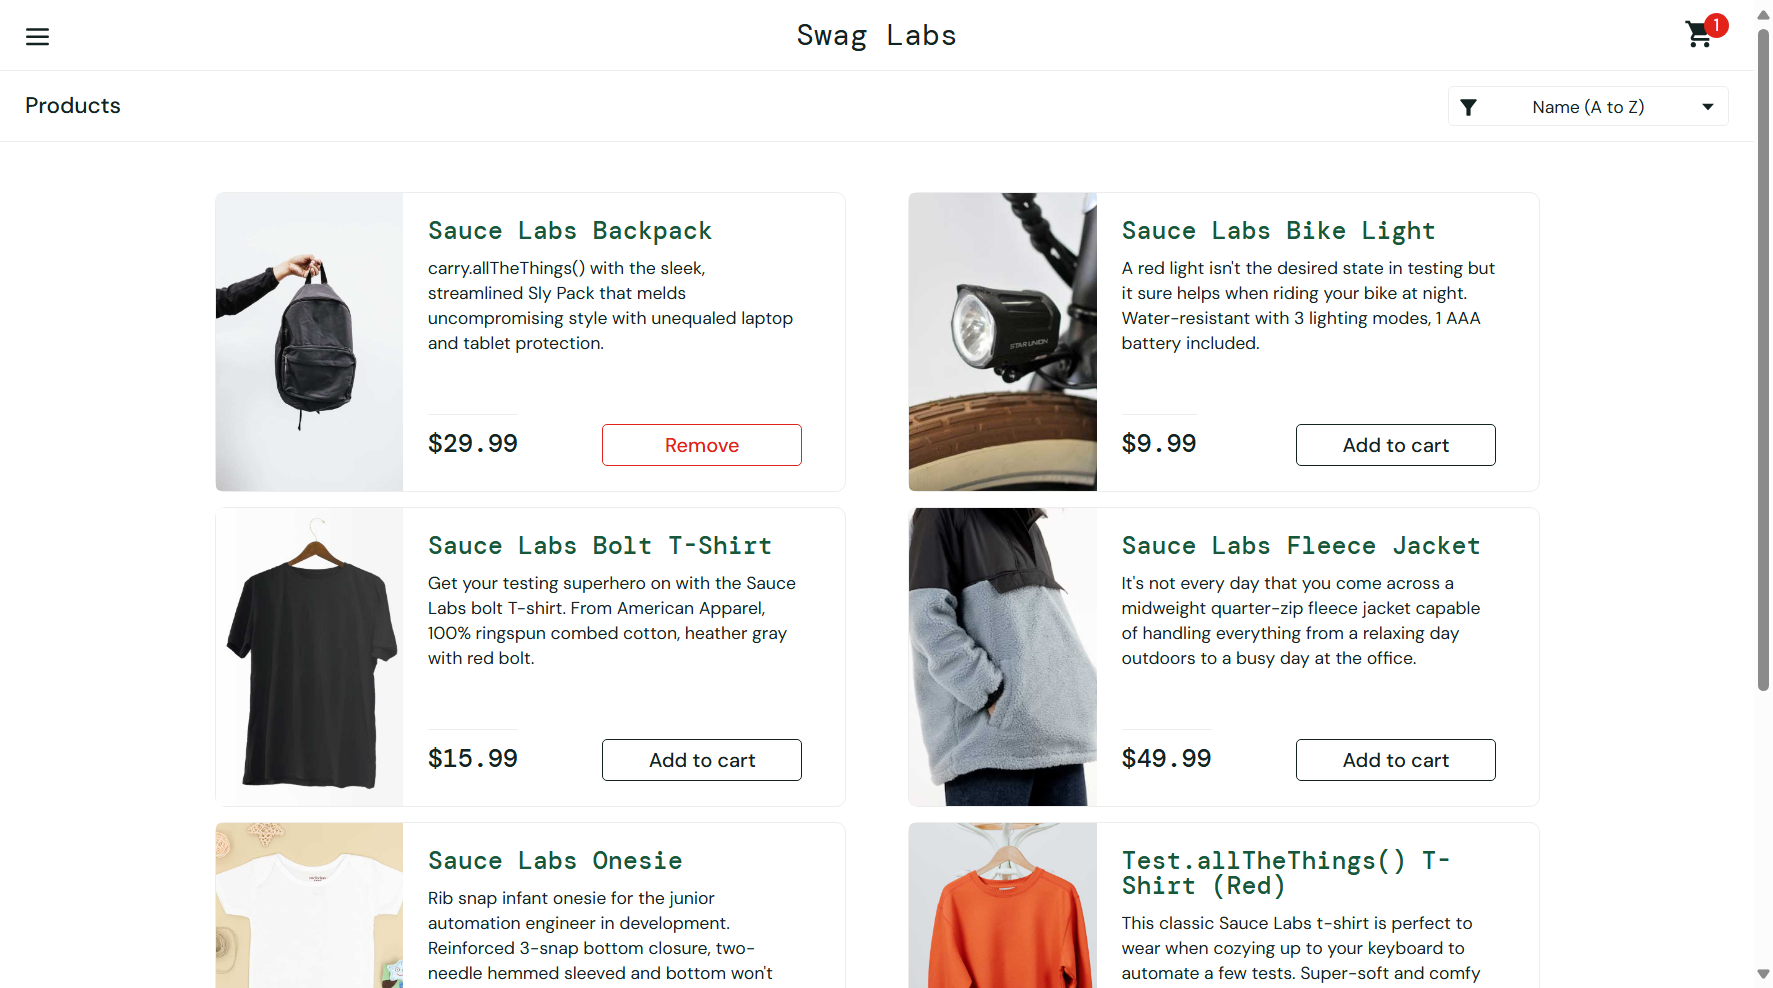 Swag Labs
1
Products
Name (A to Z)
Sauce Labs Backpack
carry.allTheThings() with the sleek,
streamlined Sly Pack that melds
uncompromising style with unequaled laptop
and tablet protection.
$29.99
Remove
Sauce Labs Bike Light
A red light isn't the desired state in testing but
it sure helps when riding your bike at night.
Water-resistant with 3 lighting modes, 1 AAA
battery included.
STAR UNION
$9.99
Add to cart
Sauce Labs Bolt T-Shirt
Get your testing superhero on with the Sauce
Labs bolt T-shirt. From American Apparel,
100% ringspun combed cotton, heather gray
with red bolt.
$15.99
Add to cart
Sauce Labs Fleece Jacket
It's not every day that you come across a
midweight quarter-zip fleece jacket capable
of handling everything from a relaxing day
outdoors to a busy day at the office.
$49.99
Add to cart
Sauce Labs Onesie
Rib snap infant onesie for the junior
automation engineer in development.
Reinforced 3-snap bottom closure, two-
needle hemmed sleeved and bottom won't
Test.allTheThings() T-
Shirt (Red)
This classic Sauce Labs t-shirt is perfect to
wear when cozying up to your keyboard to
automate a few tests. Super-soft and comfy